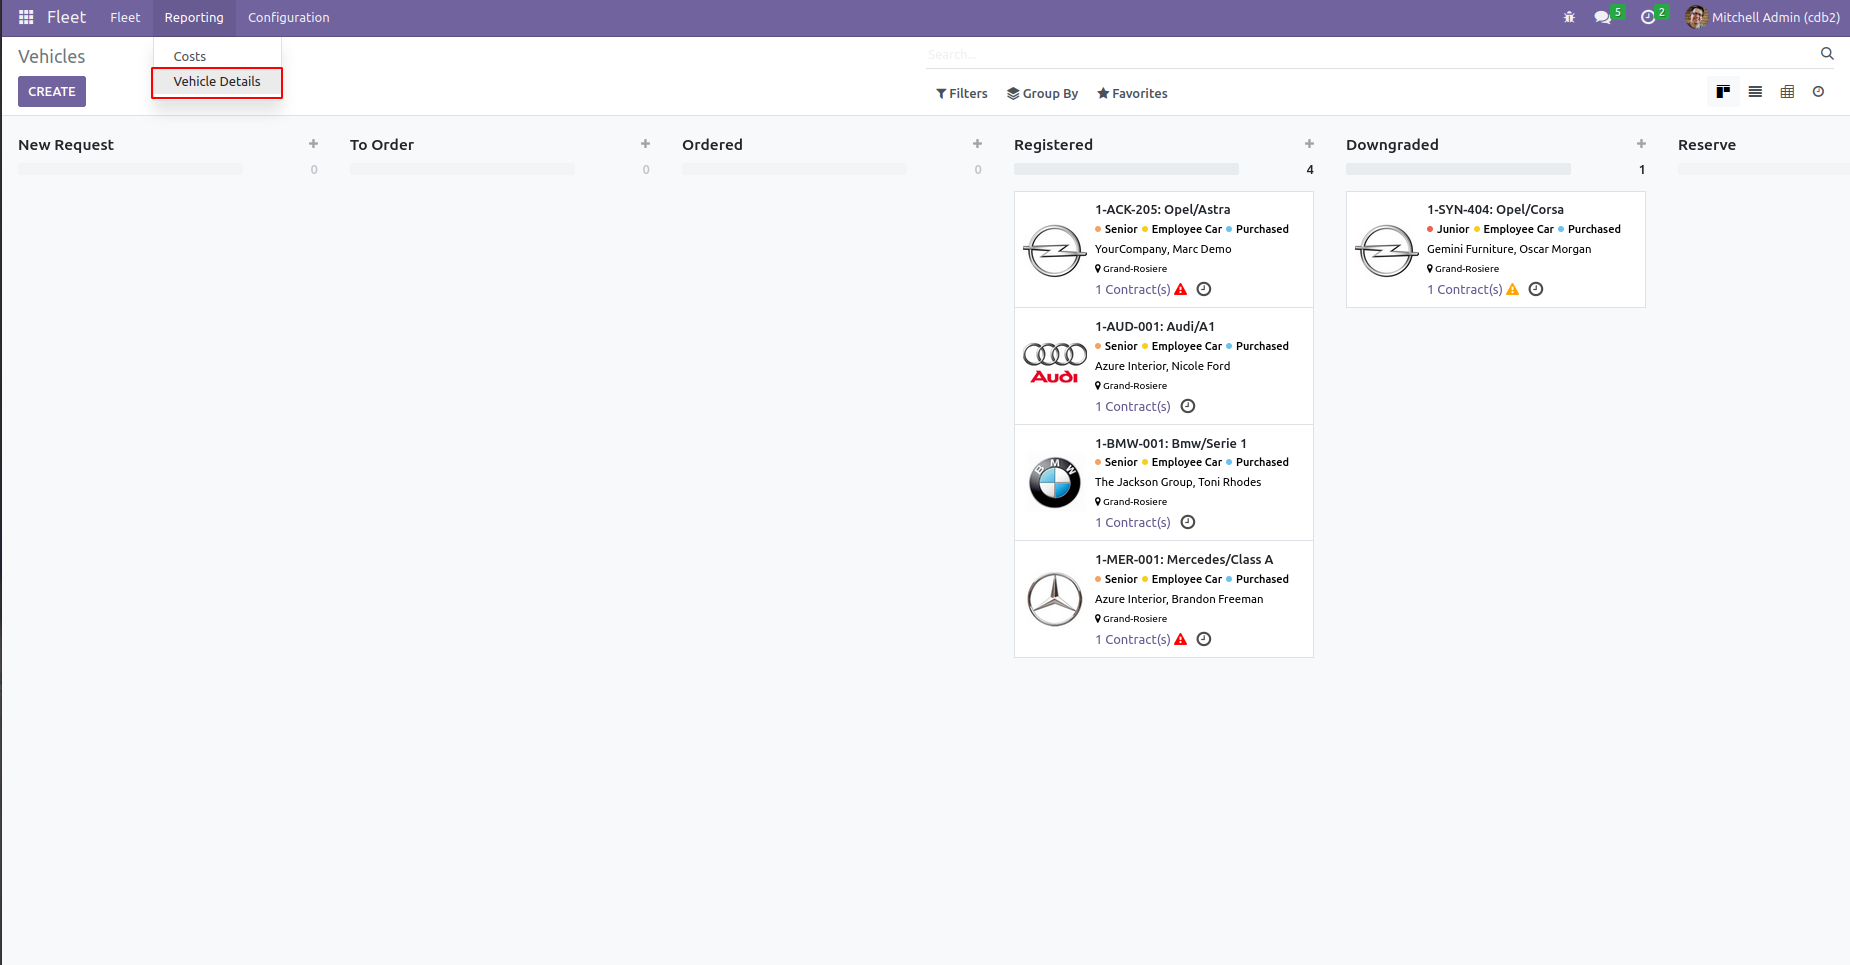 Fleet Fleet Reporting Configuration 5 2 Mitchell Admin (cdb2)
Vehicles
Costs
Vehicle Details
CREATE
Search...
Filters Group By Favorites
New Request
0
To Order
0
Ordered
0
Registered
4
1-ACK-205: Opel/Astra
Senior Employee Car Purchased
YourCompany, Marc Demo
Grand-Rosiere
1 Contract(s)
Audi
1-AUD-001: Audi/A1
Senior Employee Car Purchased
Azure Interior, Nicole Ford
Grand-Rosiere
1 Contract(s)
BMW
1-BMW-001: Bmw/Serie 1
Senior Employee Car Purchased
The Jackson Group, Toni Rhodes
Grand-Rosiere
1 Contract(s)
1-MER-001: Mercedes/Class A
Senior Employee Car Purchased
Azure Interior, Brandon Freeman
Grand-Rosiere
1 Contract(s)
Downgraded
1
1-SYN-404: Opel/Corsa
Junior Employee Car Purchased
Gemini Furniture, Oscar Morgan
Grand-Rosiere
1 Contract(s)
Reserve